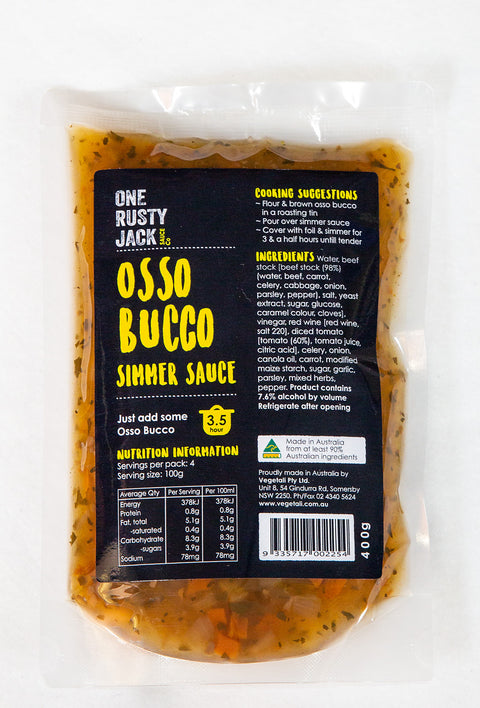 ONE
RUSTY
JACK
SAUCE
Co
OSSO
BUCCO
SIMMER SAUCE
Just add some
Osso Bucco
3.5
hour
NUTRITION INFORMATION
Servings per pack: 4
Serving size: 100g
Average Qty Per Serving Per 100ml
Energy 378kJ 378kJ
Protein 0.8g 0.8g
Fat, total 5.1g 5.1g
-saturated 0.4g 0.4g
Carbohydrate 8.3g 8.3g
-sugars 3.9g 3.9g
Sodium 78mg 78mg
COOKING SUGGESTIONS
~ Flour & brown osso bucco
in a roasting tin
~ Pour over simmer sauce
~ Cover with foil & simmer for
3 & a half hours untill tender
INGREDIENTS Water, beef
stock [beef stock (98%)
(water, beef, carrot,
celery, cabbage, onion,
parsley, pepper), salt, yeast
extract, sugar, glucose,
caramel colour, cloves],
vinegar, red wine [red wine,
salt 220], diced tomato
[tomato (60%), tomato juice,
citric acid], celery, onion,
canola oil, carrot, modified
maize starch, sugar, garlic,
parsley, mixed herbs,
pepper. Product contains
7.6% alcohol by volume
Refrigerate after opening
Made in Australia
from at least 90%
Australian ingredients
Proudly made in Australia by
Vegetali Pty Ltd.
Unit 8, 54 Gindurra Rd, Somersby
NSW 2250. Ph/Fax 02 4340 5624
www.vegetali.com.au
9 335717 002254
400g